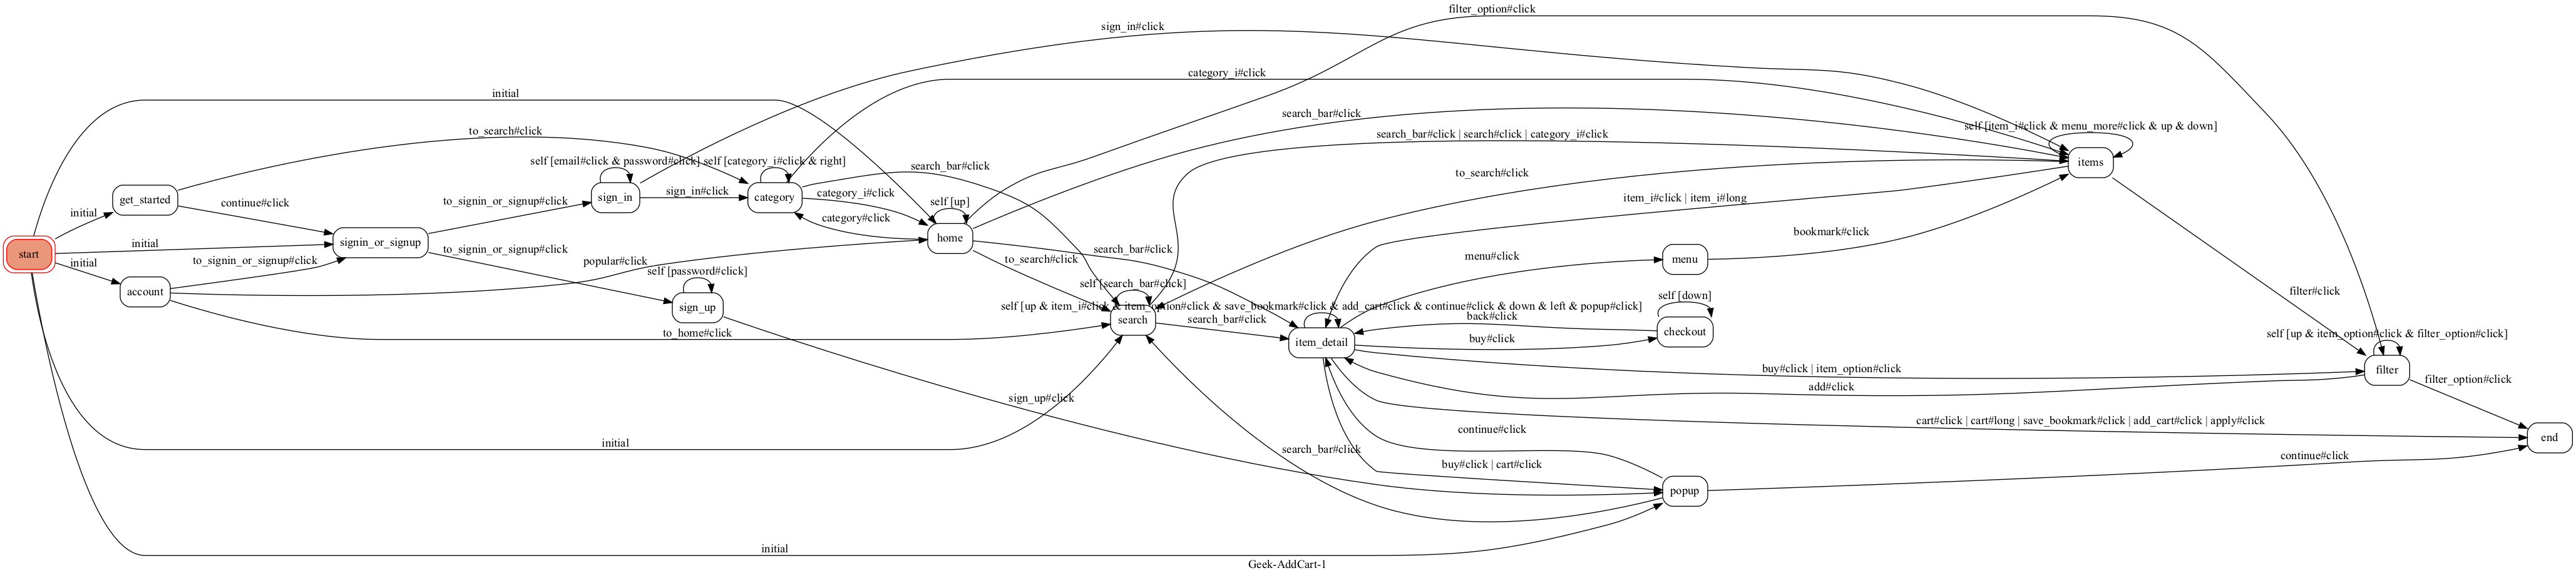 filter_option#click
sign_in#click
category_i#click
initial
search_bar#click
to_search#click
search_bar#click | search#click | category_i#click
self [item_i#click & menu_more#click & up & down]
self [email#click & password#click]
self [category_i#click & right]
search_bar#click
items
to_search#click
get_started
sign_in
sign_in#click
category
category_i#click
item_i#click | item_i#long
continue#click
to_signin_or_signup#click
self [up]
initial
category#click
bookmark#click
signin_or_signup
home
initial
to_signin_or_signup#click
search_bar#click
start
menu#click
menu
to_signin_or_signup#click
popular#click
to_search#click
initial
self [password#click]
self [search_bar#click]
account
filter#click
self [down]
sign_up
self [up & item_i#click & item_option#click & save_bookmark#click & add_cart#click & continue#click & down & left & popup#click]
search
search_bar#click
back#click
checkout
to_home#click
item_detail
buy#click
self [up & item_option#click & filter_option#click]
buy#click | item_option#click
filter
add#click
filter_option#click
sign_up#click
cart#click | cart#long | save_bookmark#click | add_cart#click | apply#click
continue#click
end
initial
search_bar#click
buy#click | cart#click
continue#click
popup
initial
Geek-AddCart-1